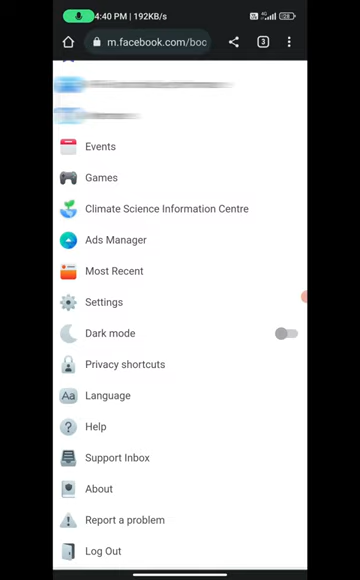 4:40 PM | 192KB/s
m.facebook.com/boo
3
Events
Games
Climate Science Information Centre
Ads Manager
Most Recent
Settings
Dark mode
Privacy shortcuts
Aa
Language
?
Help
Support Inbox
About
Report a problem
Log Out